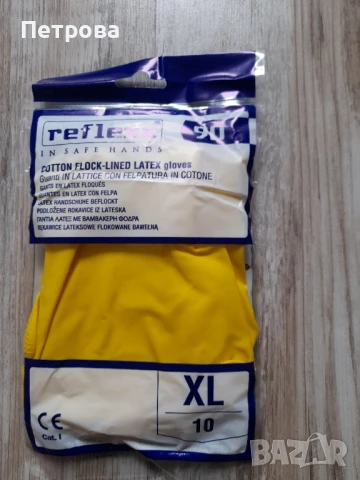 Петрова
reflexx
90
IN SAFE HANDS
COTTON FLOCK-LINED LATEX gloves
Guanti IN LATTICE CON FELPATURA IN COTONE
GANTS EN LATEX FLOQUÉS
GUANTES EN LATEX CON FELPA
LATEX HANDSCHUHE BEFLOCKT
PODLOŽENE ROKAVICE IZ LATEKSA
ΓΑΝΤΙΑ ΛΑΤΕΞ ΜΕ ΒΑΜΒΑΚΕΡΗ ΦΟΔΡΑ
RĘKAWICE LATEKSOWE FLOKOWANE BAWEŁNĄ
XL
10
CE
Cat. I
BAZAR